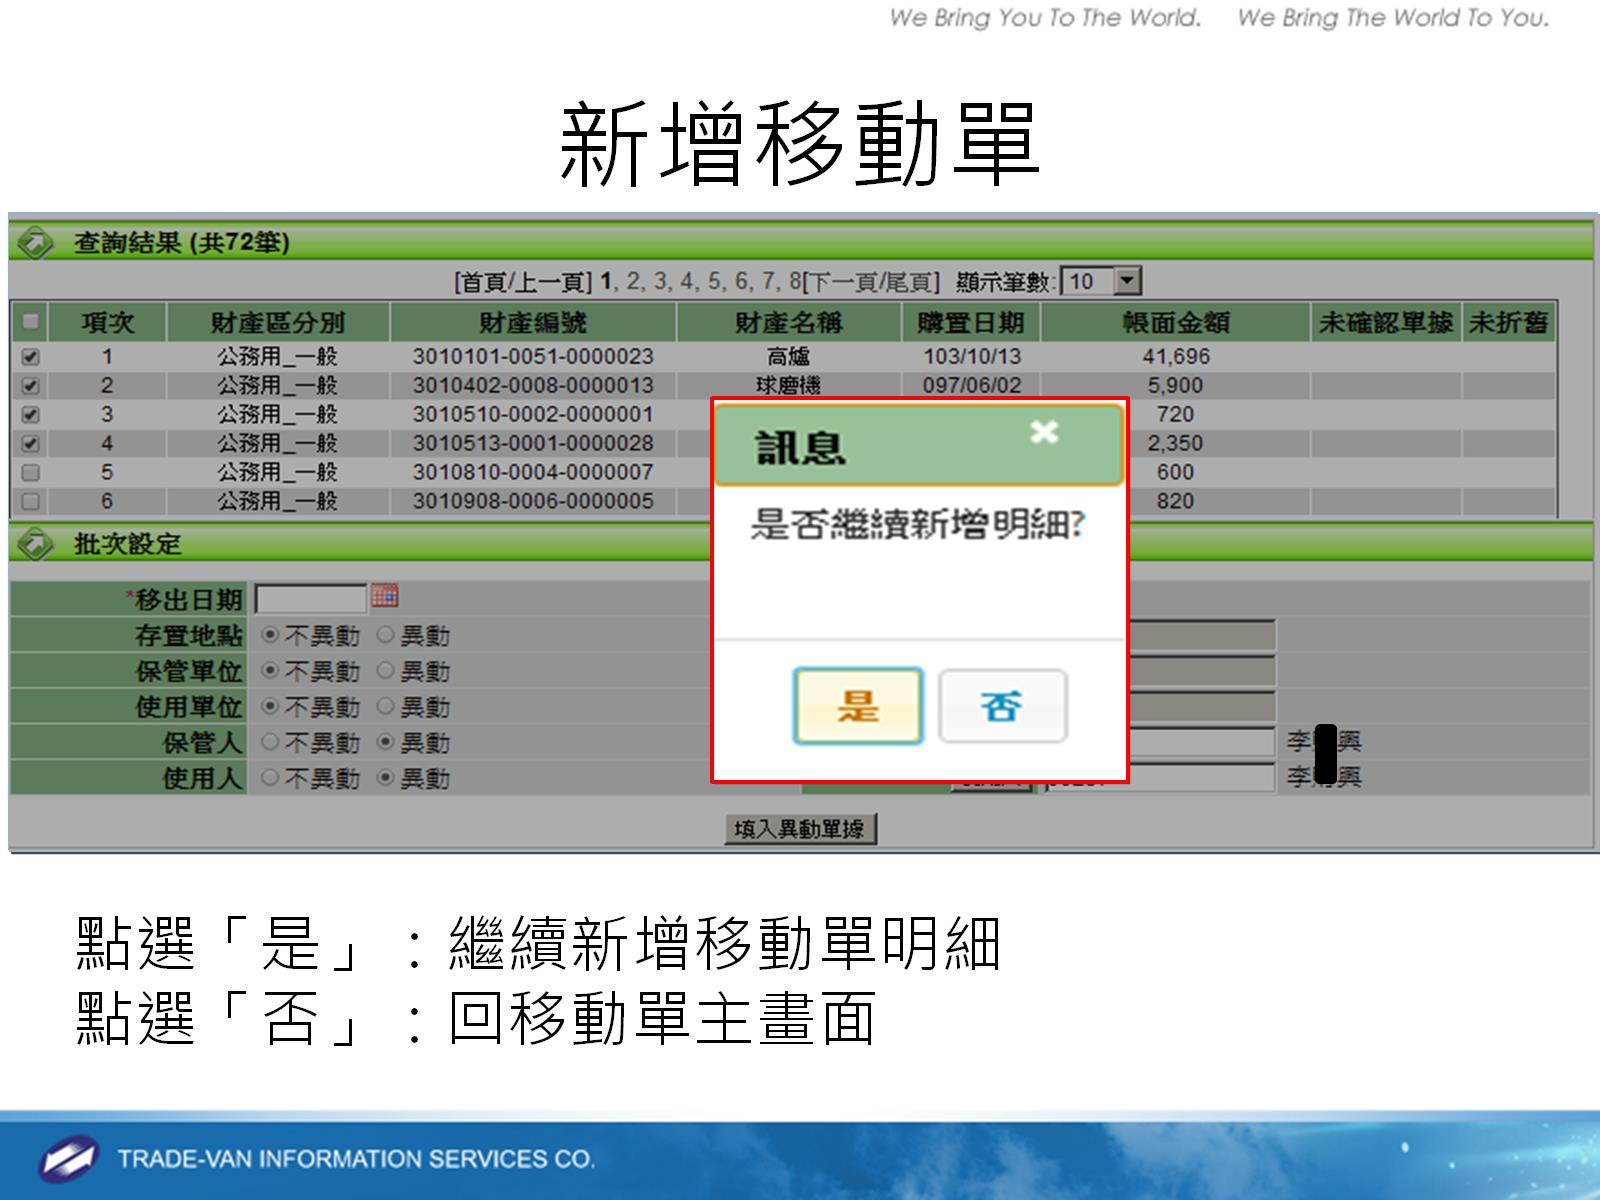 We Bring You To The World. We Bring The World To You.
新增移動單
查詢結果 (共72筆)
[首頁/上一頁] 1, 2, 3, 4, 5, 6, 7, 8[下一頁/尾頁] 顯示筆數: 10
項次 財產區分別 財產編號 財產名稱 購置日期 帳面金額 未確認單據 未折舊
1 公務用_一般 3010101-0051-0000023 高爐 103/10/13 41,696
2 公務用_一般 3010402-0008-0000013 球磨機 097/06/02 5,900
3 公務用_一般 3010510-0002-0000001 720
4 公務用_一般 3010513-0001-0000028 2,350
5 公務用_一般 3010810-0004-0000007 600
6 公務用_一般 3010908-0006-0000005 820
訊息
是否繼續新增明細?
是 否
批次設定
*移出日期
存置地點 不異動 異動
保管單位 不異動 異動
使用單位 不異動 異動
保管人 不異動 異動 李 興
使用人 不異動 異動 李 興
填入異動單據
點選「是」：繼續新增移動單明細
點選「否」：回移動單主畫面
TRADE-VAN INFORMATION SERVICES CO.